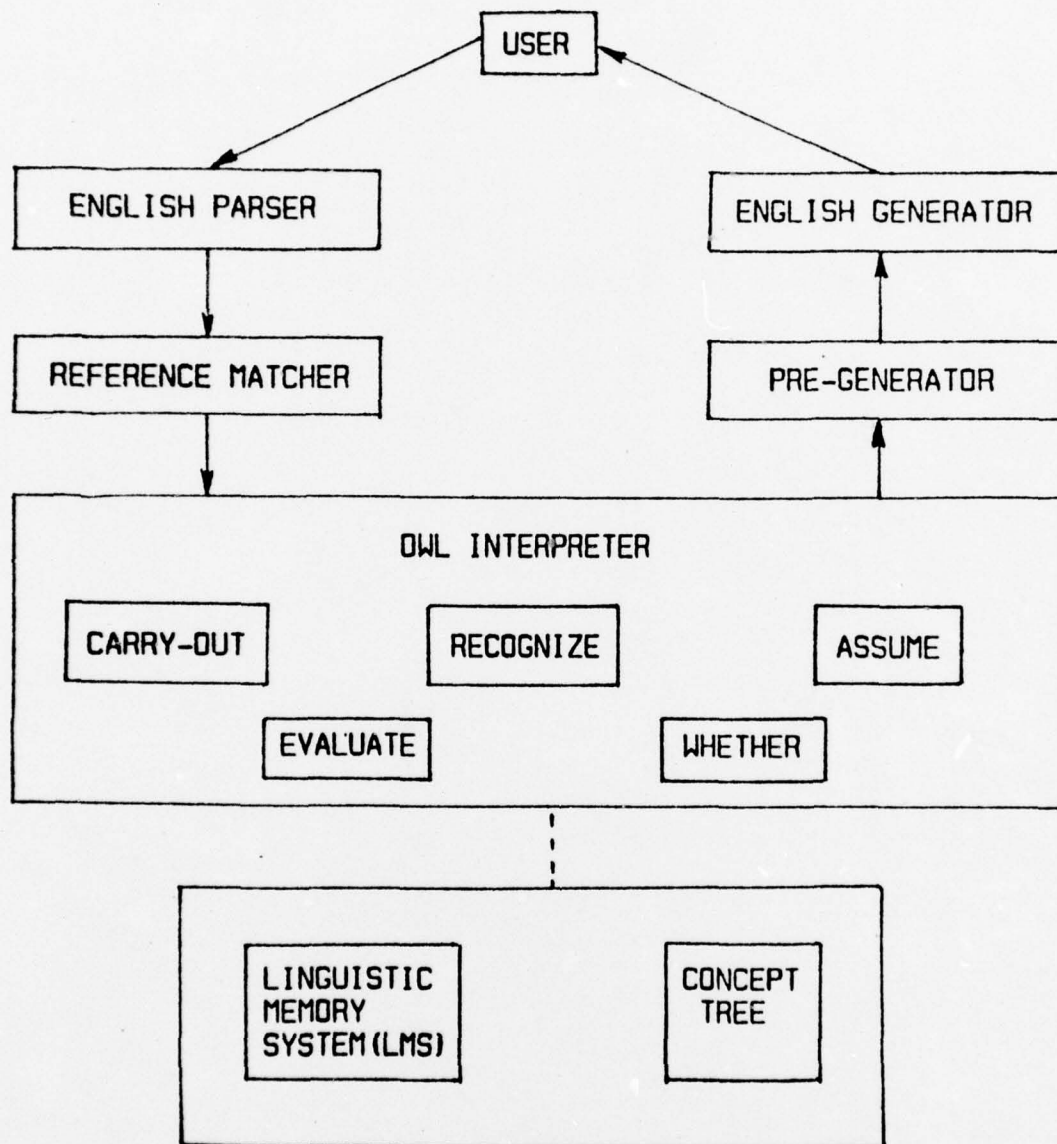 USER
ENGLISH PARSER
ENGLISH GENERATOR
REFERENCE MATCHER
PRE-GENERATOR
OWL INTERPRETER
CARRY-OUT
RECOGNIZE
ASSUME
EVALUATE
WHETHER
LINGUISTIC
MEMORY
SYSTEM(LMS)
CONCEPT
TREE